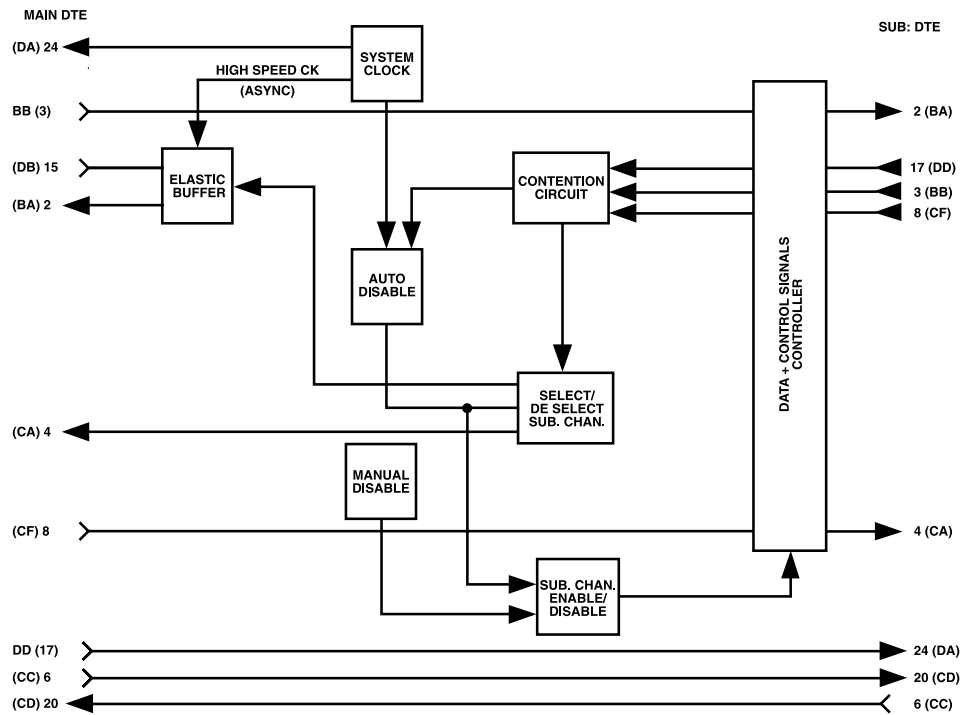 MAIN DTE
SUB: DTE
(DA) 24
SYSTEM
CLOCK
HIGH SPEED CK
(ASYNC)
BB (3)
2 (BA)
(DB) 15
ELASTIC
BUFFER
(BA) 2
CONTENTION
CIRCUIT
17 (DD)
3 (BB)
8 (CF)
AUTO
DISABLE
DATA + CONTROL SIGNALS
CONTROLLER
SELECT/
DE SELECT
SUB. CHAN.
(CA) 4
MANUAL
DISABLE
(CF) 8
4 (CA)
SUB. CHAN.
ENABLE/
DISABLE
DD (17)
24 (DA)
(CC) 6
20 (CD)
(CD) 20
6 (CC)